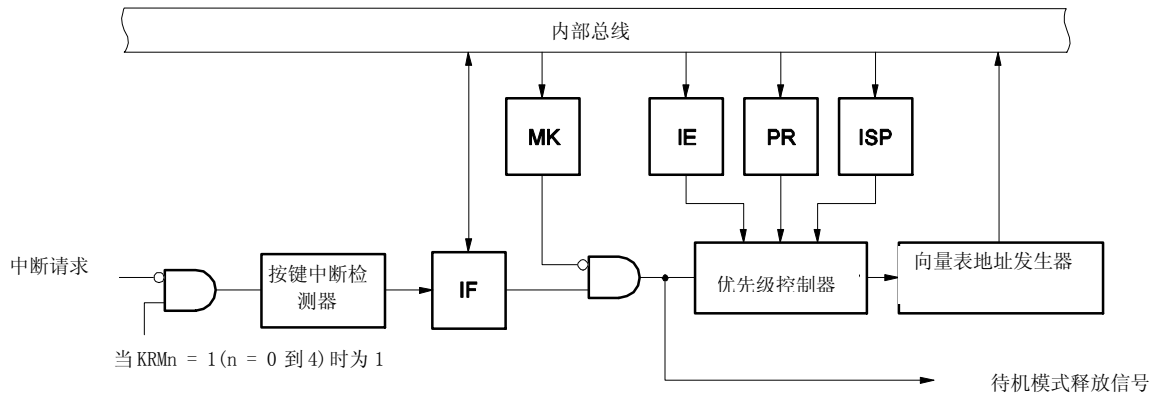 内部总线
MK
IE
PR
ISP
中断请求
按键中断检
测器
IF
优先级控制器
向量表地址发生器
当 KRMn = 1(n = 0 到 4)时为 1
待机模式释放信号